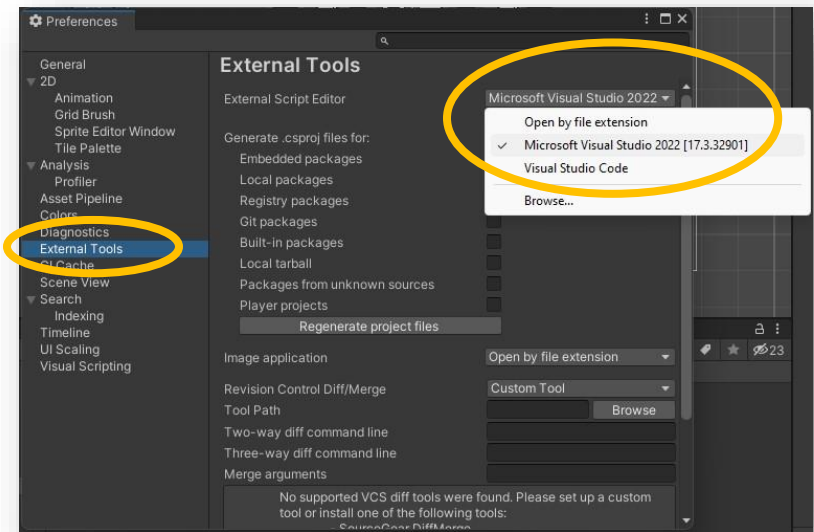 Preferences
General
2D
Animation
Grid Brush
Sprite Editor Window
Tile Palette
Analysis
Profiler
Asset Pipeline
Colors
Diagnostics
External Tools
GI Cache
Scene View
Search
Indexing
Timeline
UI Scaling
Visual Scripting
External Tools
External Script Editor
Microsoft Visual Studio 2022
Open by file extension
Microsoft Visual Studio 2022 [17.3.32901]
Visual Studio Code
Browse...
Generate .csproj files for:
Embedded packages
Local packages
Registry packages
Git packages
Built-in packages
Local tarball
Packages from unknown sources
Player projects
Regenerate project files
Image application
Open by file extension
Revision Control Diff/Merge
Custom Tool
Tool Path
Browse
Two-way diff command line
Three-way diff command line
Merge arguments
No supported VCS diff tools were found. Please set up a custom
tool or install one of the following tools:
- SourceGear DiffMerge
23